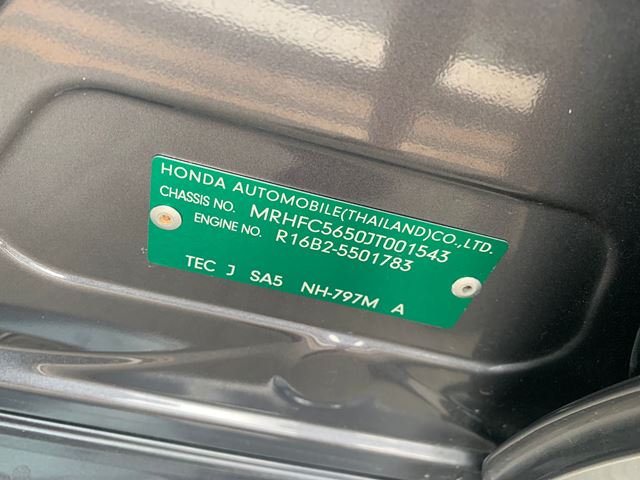 HONDA AUTOMOBILE(THAILAND)CO.,LTD.
CHASSIS NO. MRHFC5650JT001543
ENGINE NO. R16B2-5501783
TEC J SA5 NH-797M A